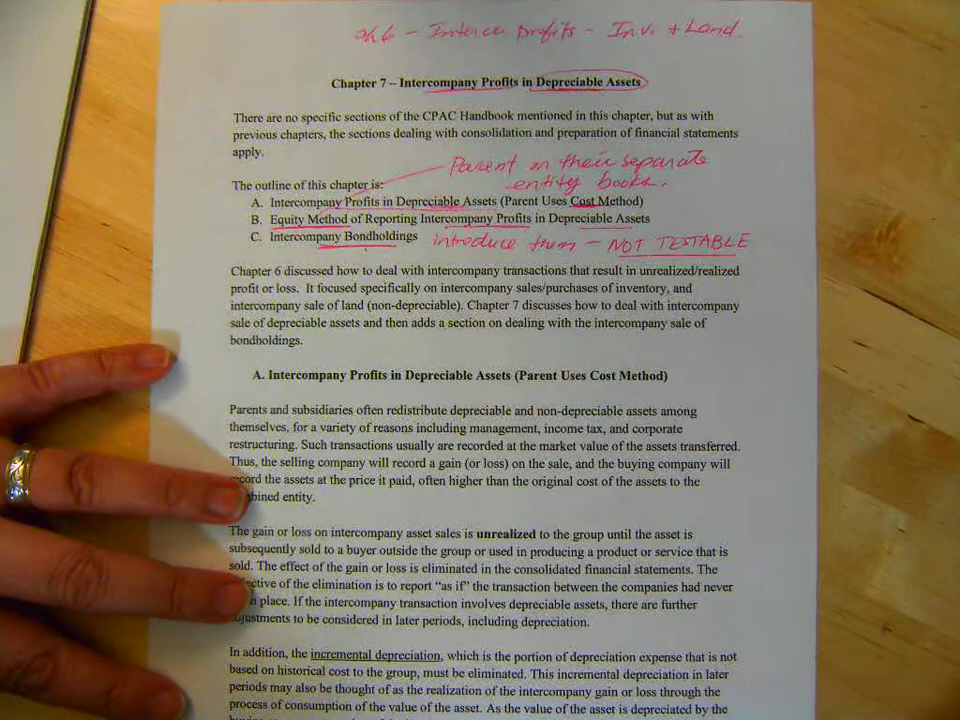 ch 6 - Interco profits - Inv. + Land
Chapter 7 – Intercompany Profits in Depreciable Assets
There are no specific sections of the CPAC Handbook mentioned in this chapter, but as with
previous chapters, the sections dealing with consolidation and preparation of financial statements
apply.
Parent on their separate
entity books.
The outline of this chapter is:
A. Intercompany Profits in Depreciable Assets (Parent Uses Cost Method)
B. Equity Method of Reporting Intercompany Profits in Depreciable Assets
C. Intercompany Bondholdings introduce them - NOT TESTABLE
Chapter 6 discussed how to deal with intercompany transactions that result in unrealized/realized
profit or loss. It focused specifically on intercompany sales/purchases of inventory, and
intercompany sale of land (non-depreciable). Chapter 7 discusses how to deal with intercompany
sale of depreciable assets and then adds a section on dealing with the intercompany sale of
bondholdings.
A. Intercompany Profits in Depreciable Assets (Parent Uses Cost Method)
Parents and subsidiaries often redistribute depreciable and non-depreciable assets among
themselves, for a variety of reasons including management, income tax, and corporate
restructuring. Such transactions usually are recorded at the market value of the assets transferred.
Thus, the selling company will record a gain (or loss) on the sale, and the buying company will
record the assets at the price it paid, often higher than the original cost of the assets to the
bined entity.
The gain or loss on intercompany asset sales is unrealized to the group until the asset is
subsequently sold to a buyer outside the group or used in producing a product or service that is
sold. The effect of the gain or loss is eliminated in the consolidated financial statements. The
ective of the elimination is to report “as if” the transaction between the companies had never
n place. If the intercompany transaction involves depreciable assets, there are further
adjustments to be considered in later periods, including depreciation.
In addition, the incremental depreciation, which is the portion of depreciation expense that is not
based on historical cost to the group, must be eliminated. This incremental depreciation in later
periods may also be thought of as the realization of the intercompany gain or loss through the
process of consumption of the value of the asset. As the value of the asset is depreciated by the